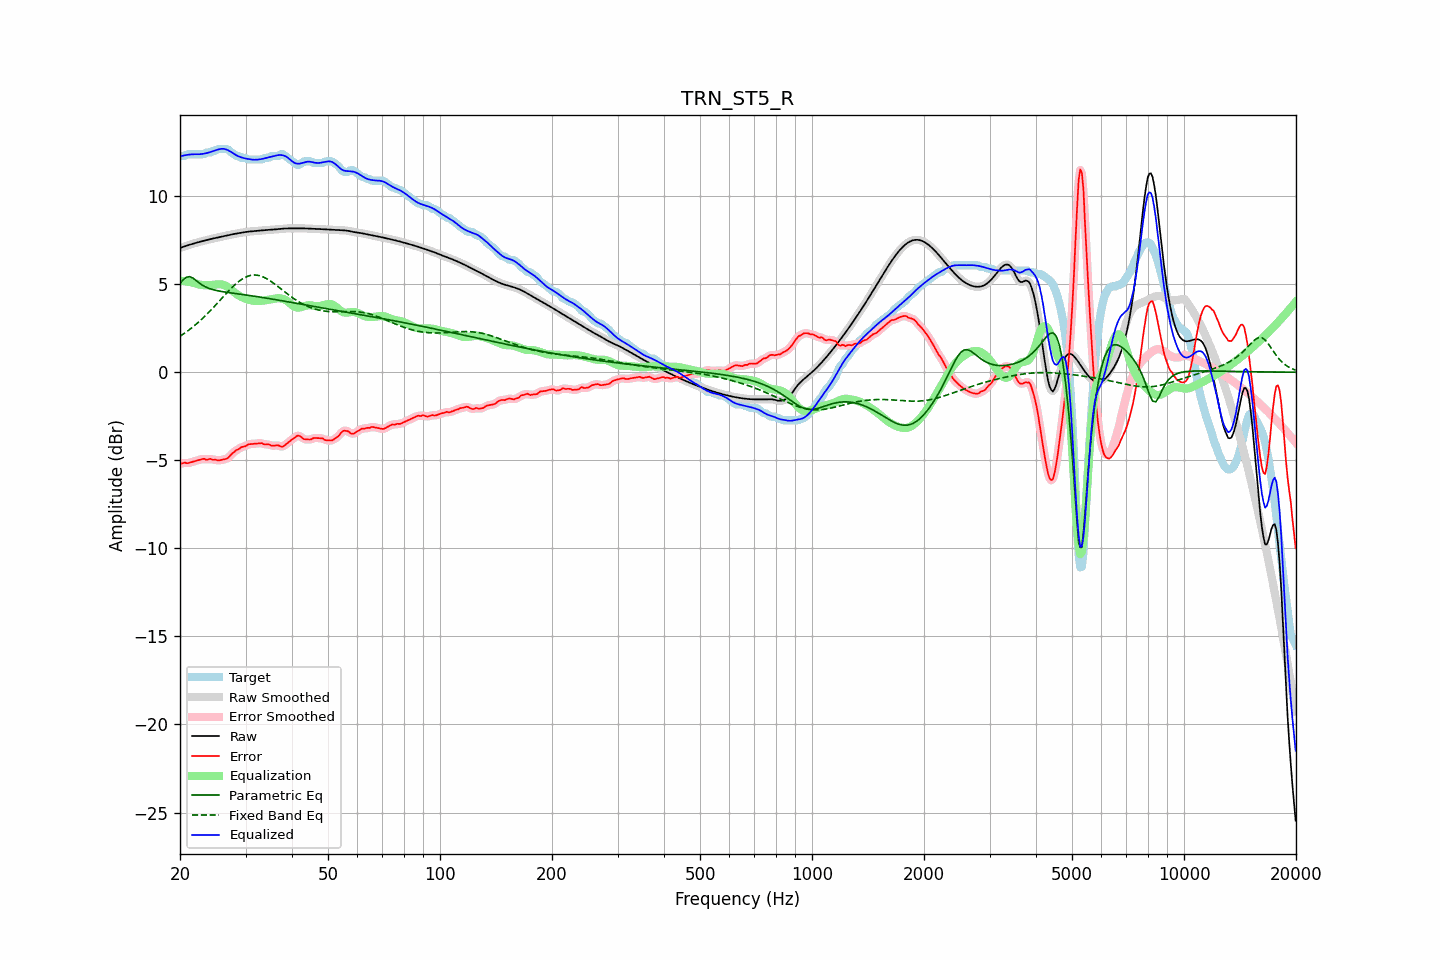 TRN_ST5_R
10
5
0
−5
−10
−15
−20
−25
Amplitude (dBr)
Target
Raw Smoothed
Error Smoothed
Raw
Error
Equalization
Parametric Eq
Fixed Band Eq
Equalized
20 50 100 200 500 1000 2000 5000 10000 20000
Frequency (Hz)